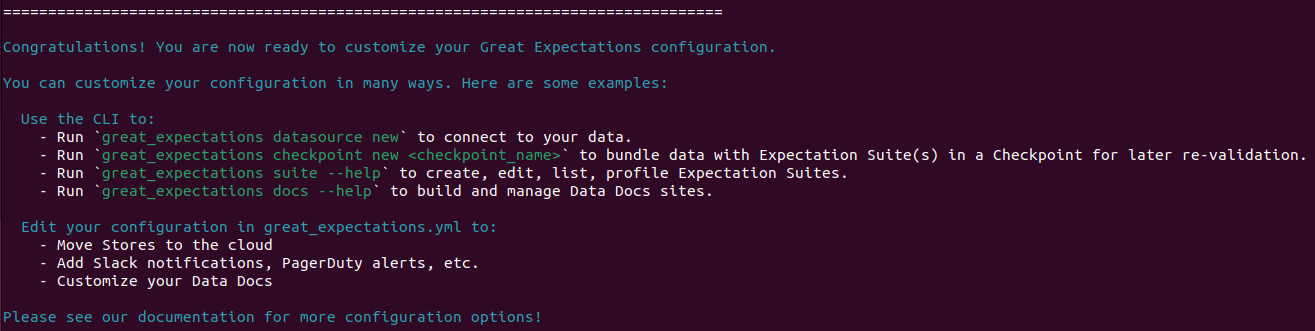 ================================================================================
Congratulations! You are now ready to customize your Great Expectations configuration.
You can customize your configuration in many ways. Here are some examples:
Use the CLI to:
- Run `great_expectations datasource new` to connect to your data.
- Run `great_expectations checkpoint new <checkpoint_name>` to bundle data with Expectation Suite(s) in a Checkpoint for later re-validation.
- Run `great_expectations suite --help` to create, edit, list, profile Expectation Suites.
- Run `great_expectations docs --help` to build and manage Data Docs sites.
Edit your configuration in great_expectations.yml to:
- Move Stores to the cloud
- Add Slack notifications, PagerDuty alerts, etc.
- Customize your Data Docs
Please see our documentation for more configuration options!